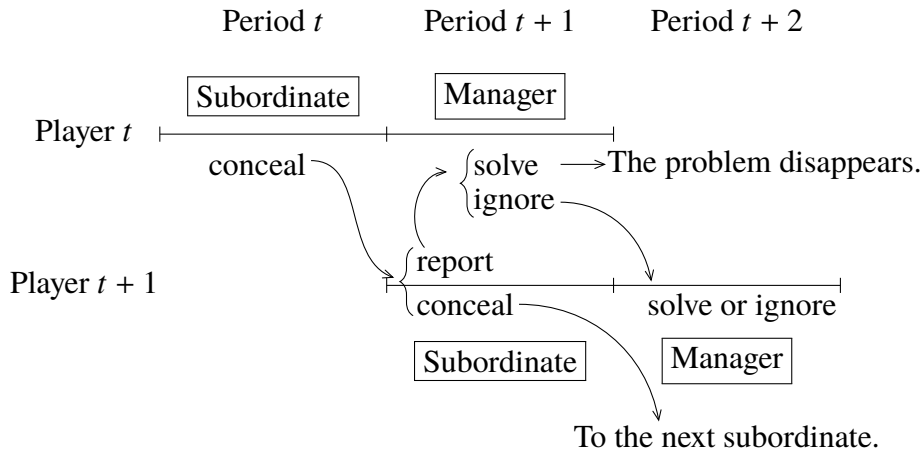 Period t Period t + 1 Period t + 2
Subordinate Manager
Player t
conceal solve The problem disappears.
ignore
report
Player t + 1
conceal solve or ignore
Subordinate Manager
To the next subordinate.